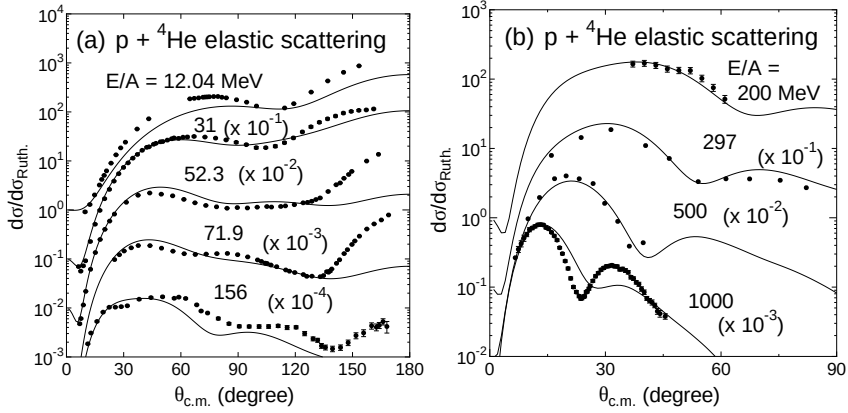 (a) p + ⁴He elastic scattering
E/A = 12.04 MeV
31 (x 10⁻¹)
52.3 (x 10⁻²)
71.9 (x 10⁻³)
156 (x 10⁻⁴)
10⁴
10³
10²
10¹
10⁰
10⁻¹
10⁻²
10⁻³
dσ/dσRuth.
0 30 60 90 120 150 180
θc.m. (degree)
(b) p + ⁴He elastic scattering
E/A =
200 MeV
297 (x 10⁻¹)
500 (x 10⁻²)
1000
(x 10⁻³)
10³
10²
10¹
10⁰
10⁻¹
10⁻²
dσ/dσRuth.
0 30 60 90
θc.m. (degree)